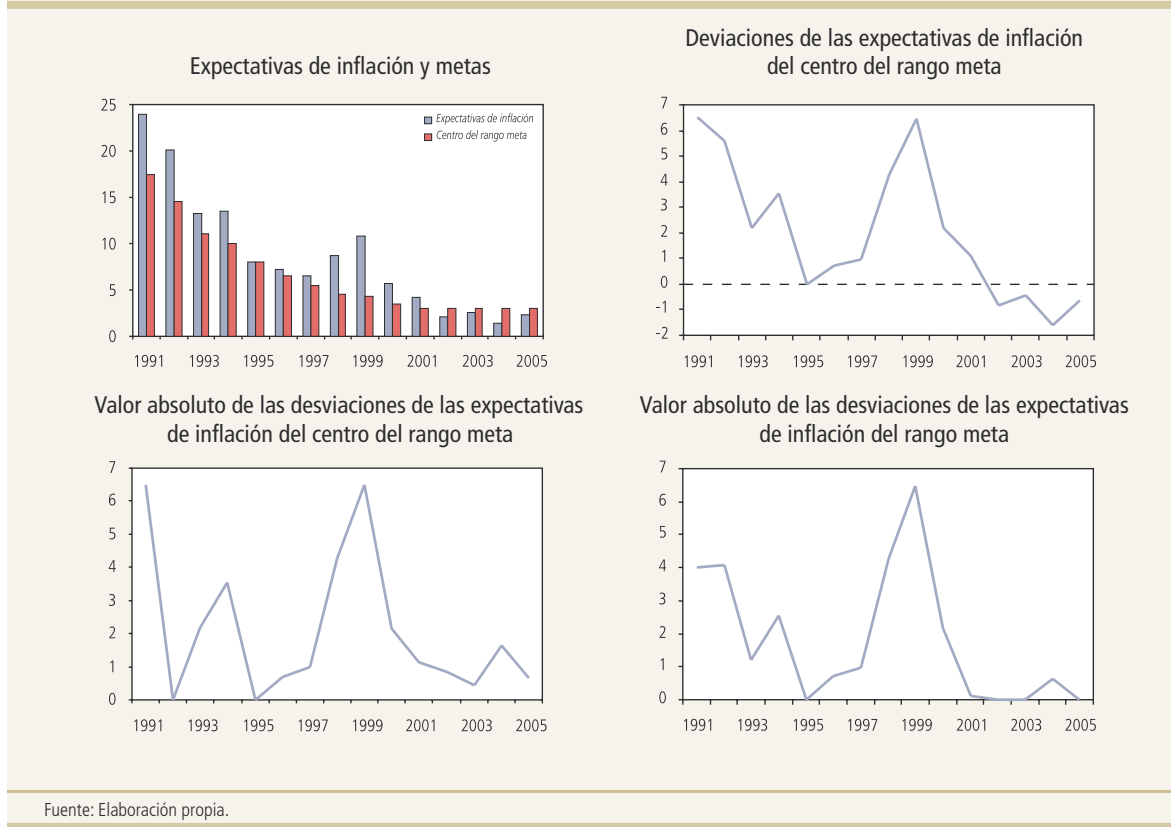 Expectativas de inflación y metas
25
20
15
10
5
0
Expectativas de inflación
Centro del rango meta
1991 1993 1995 1997 1999 2001 2003 2005
Deviaciones de las expectativas de inflación
del centro del rango meta
7
6
5
4
3
2
1
0
-1
-2
1991 1993 1995 1997 1999 2001 2003 2005
Valor absoluto de las desviaciones de las expectativas
de inflación del centro del rango meta
7
6
5
4
3
2
1
0
1991 1993 1995 1997 1999 2001 2003 2005
Valor absoluto de las desviaciones de las expectativas
de inflación del rango meta
7
6
5
4
3
2
1
0
1991 1993 1995 1997 1999 2001 2003 2005
Fuente: Elaboración propia.